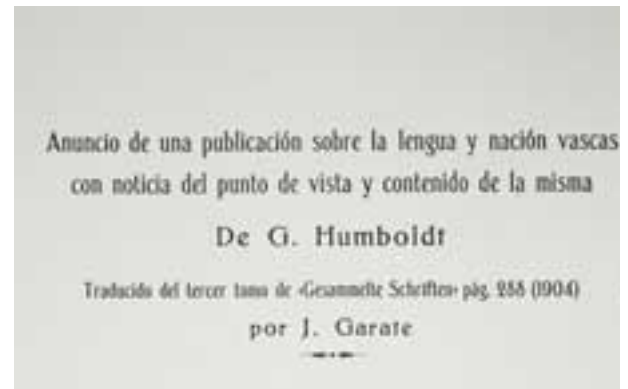 Anuncio de una publicación sobre la lengua y nación vascas
con noticia del punto de vista y contenido de la misma
De G. Humboldt
Traducido del tercer tomo de «Gesammelte Schriften» pág. 288 (1904)
por J. Garate